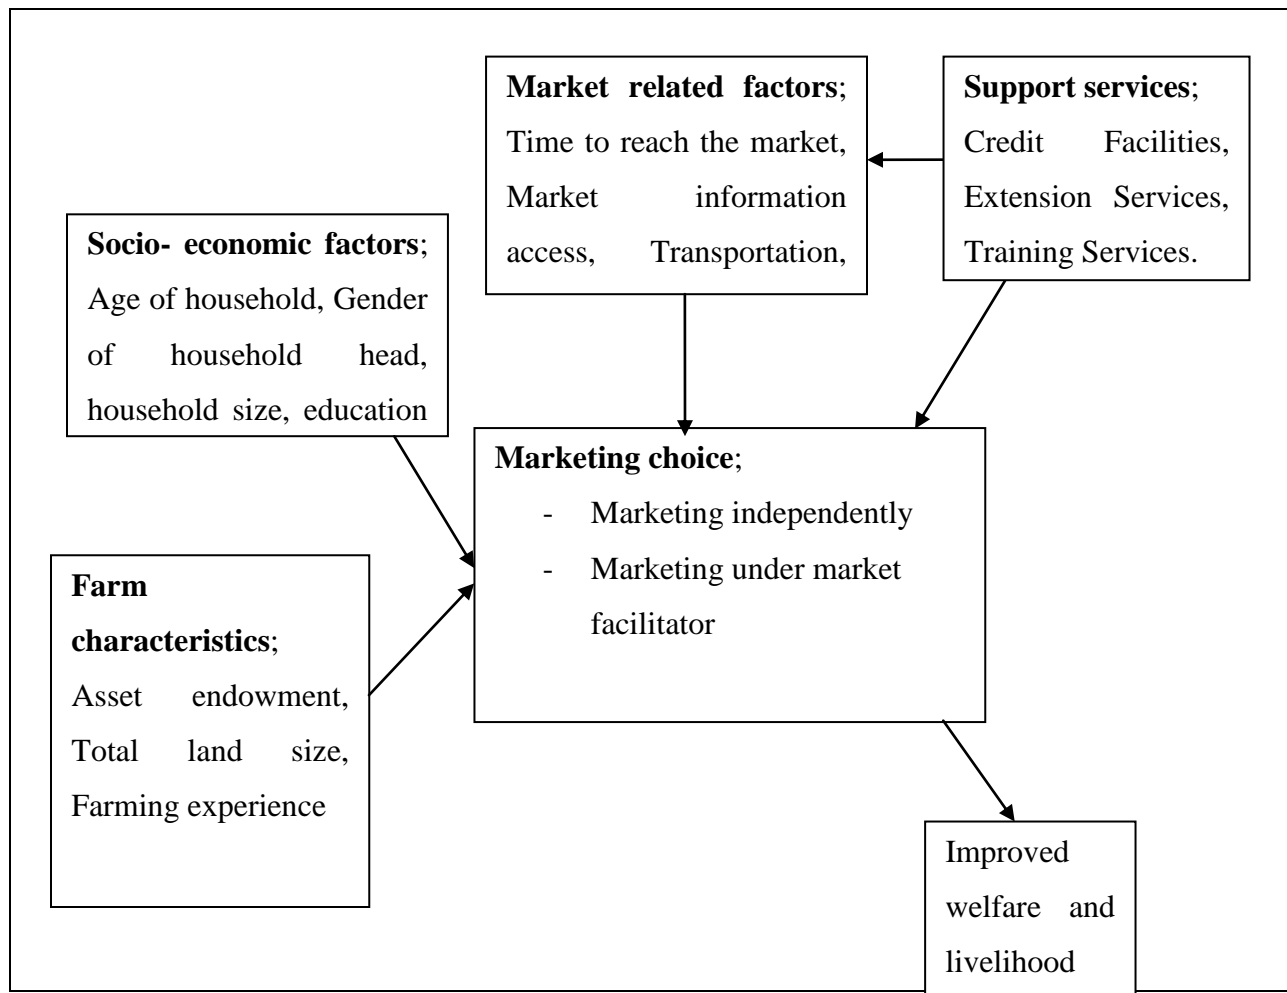 Market related factors;
Time to reach the market,
Market information
access, Transportation,
Support services;
Credit Facilities,
Extension Services,
Training Services.
Socio- economic factors;
Age of household, Gender
of household head,
household size, education
Marketing choice;
- Marketing independently
- Marketing under market
facilitator
Farm
characteristics;
Asset endowment,
Total land size,
Farming experience
Improved
welfare and
livelihood